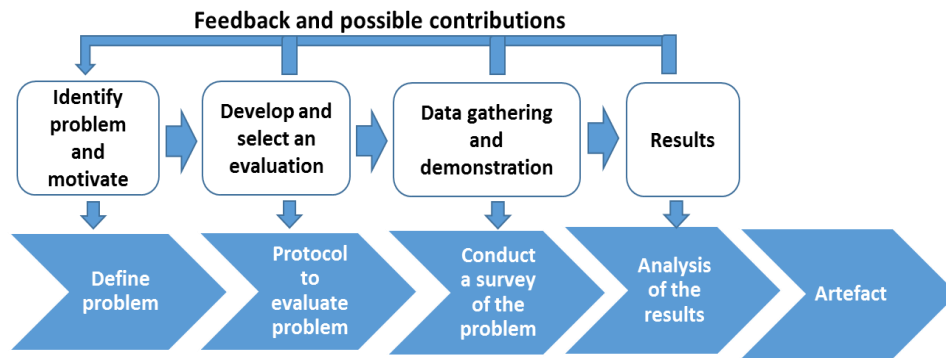 Feedback and possible contributions
Identify
problem
and
motivate
Develop and
select an
evaluation
Data gathering
and
demonstration
Results
Define
problem
Protocol
to
evaluate
problem
Conduct
a survey
of the
problem
Analysis
of the
results
Artefact